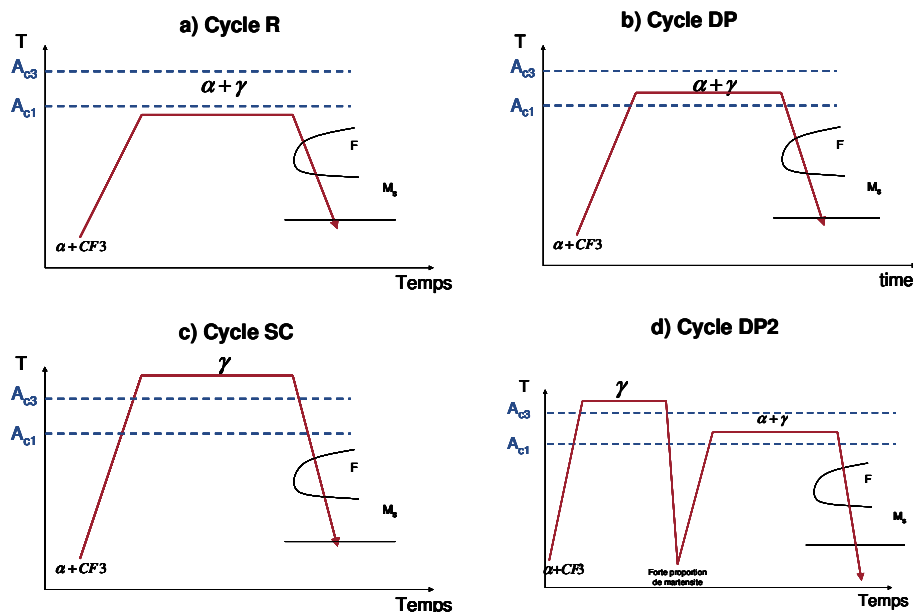 a) Cycle R
T
Ac3
α+γ
Ac1
F
Ms
α+CF3
Temps
b) Cycle DP
T
Ac3
α+γ
Ac1
F
Ms
α+CF3
time
c) Cycle SC
T
γ
Ac3
Ac1
F
Ms
α+CF3
Temps
d) Cycle DP2
T
γ
Ac3
α+γ
Ac1
F
Ms
α+CF3
Forte proportion
de martensite
Temps